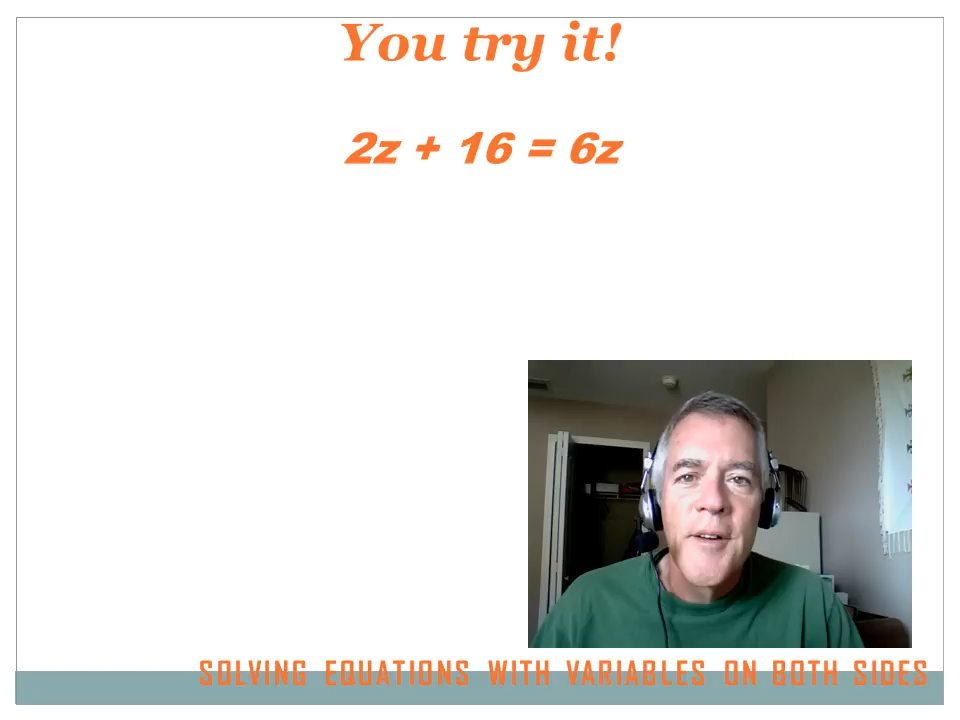 You try it!
2z + 16 = 6z
SOLVING EQUATIONS WITH VARIABLES ON BOTH SIDES